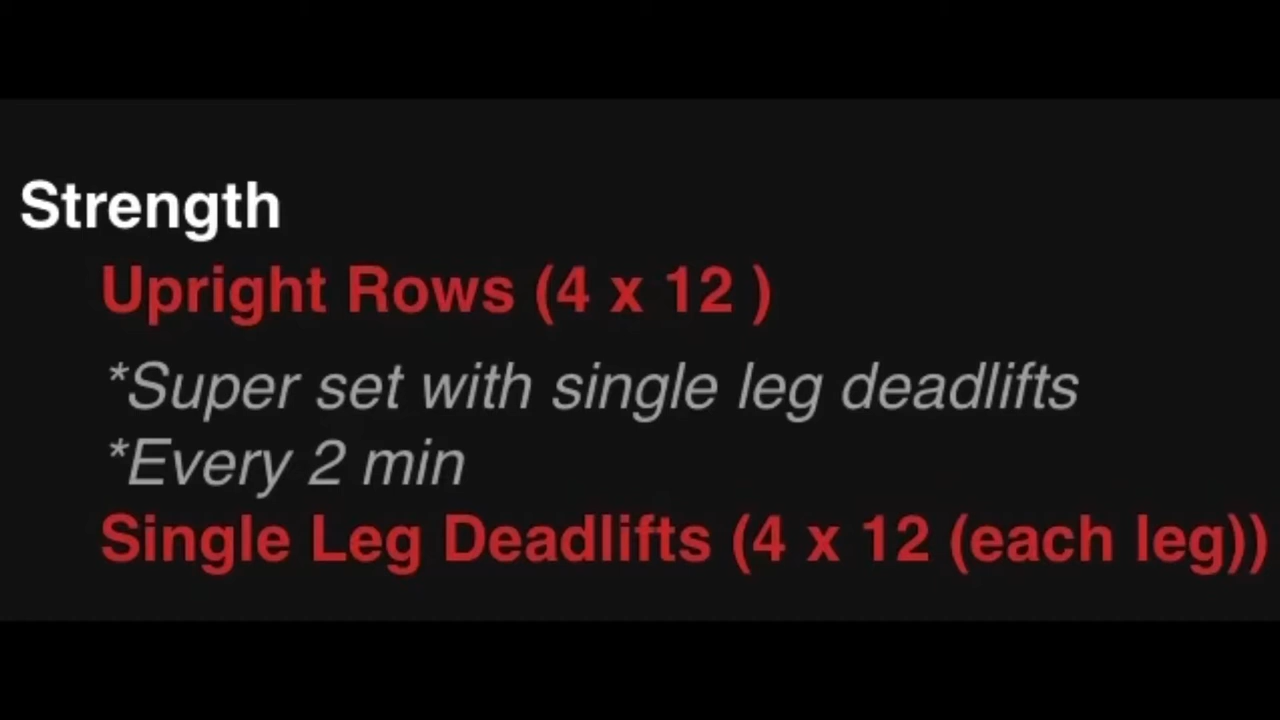 Strength
Upright Rows (4 x 12 )
*Super set with single leg deadlifts
*Every 2 min
Single Leg Deadlifts (4 x 12 (each leg))